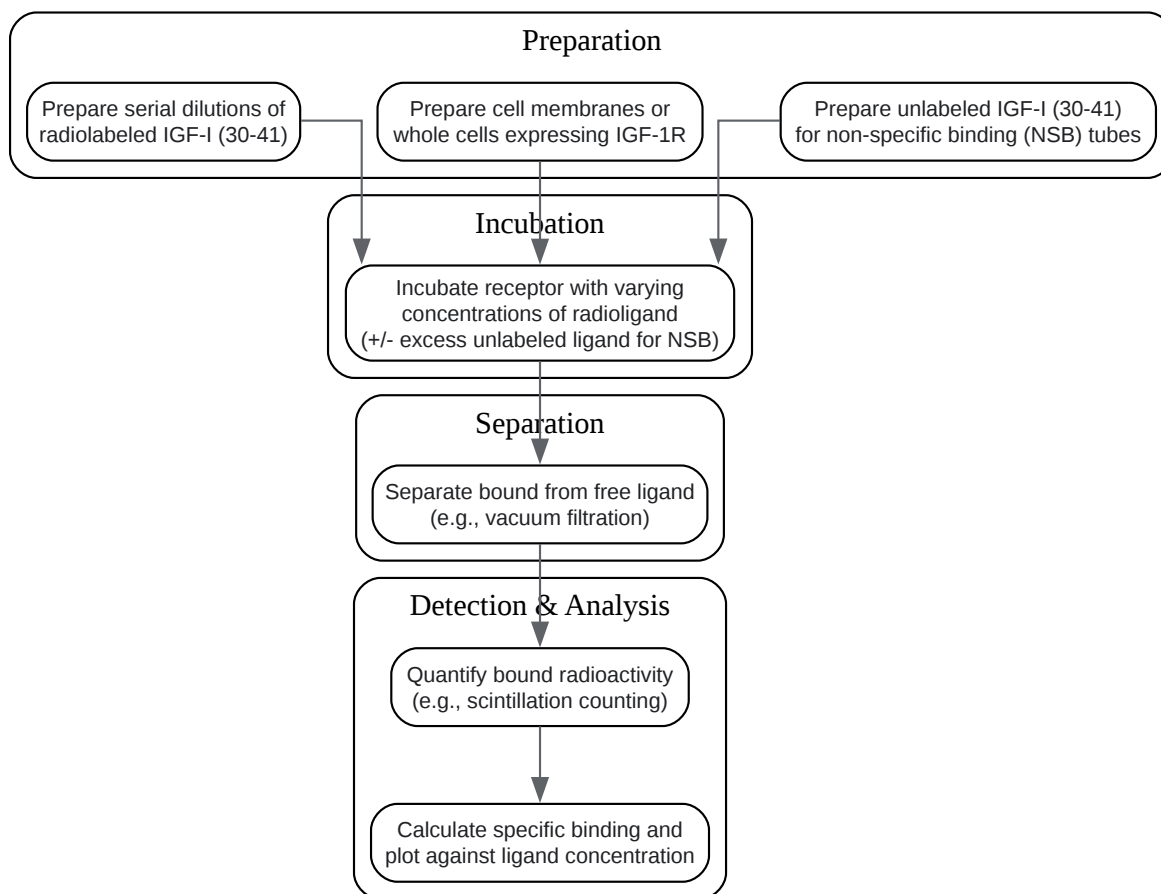 Preparation
Prepare serial dilutions of
radiolabeled IGF-I (30-41)
Prepare cell membranes or
whole cells expressing IGF-1R
Prepare unlabeled IGF-I (30-41)
for non-specific binding (NSB) tubes
Incubation
Incubate receptor with varying
concentrations of radioligand
(+/- excess unlabeled ligand for NSB)
Separation
Separate bound from free ligand
(e.g., vacuum filtration)
Detection & Analysis
Quantify bound radioactivity
(e.g., scintillation counting)
Calculate specific binding and
plot against ligand concentration